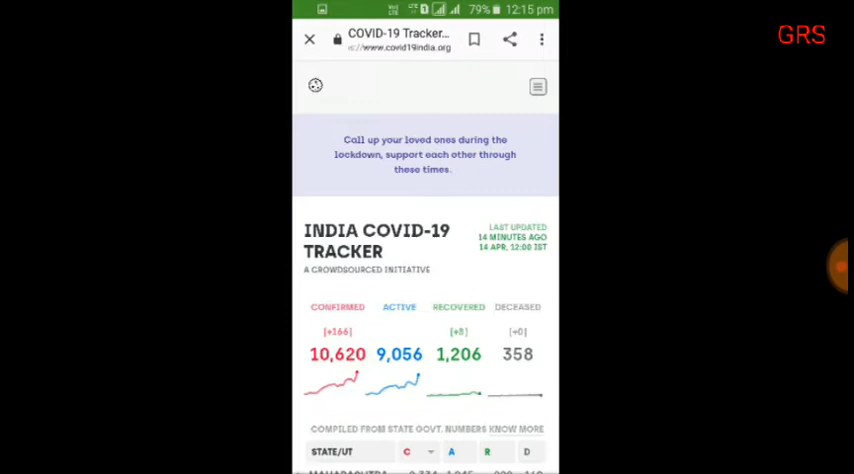 79% 12:15 pm
GRS
COVID-19 Tracker...
s://www.covid19india.org
Call up your loved ones during the
lockdown, support each other through
these times.
INDIA COVID-19
TRACKER
A CROWDSOURCED INITIATIVE
LAST UPDATED
14 MINUTES AGO
14 APR, 12:00 IST
CONFIRMED ACTIVE RECOVERED DECEASED
[+166] [+8] [+0]
10,620 9,056 1,206 358
COMPILED FROM STATE GOVT. NUMBERS KNOW MORE
STATE/UT C A R D
MAHARASHTRA